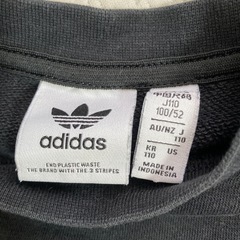 adidas
END PLASTIC WASTE
THE BRAND WITH THE 3 STRIPES
J110
100/52
AU/NZ J
110
KR US
110
MADE IN
INDONESIA